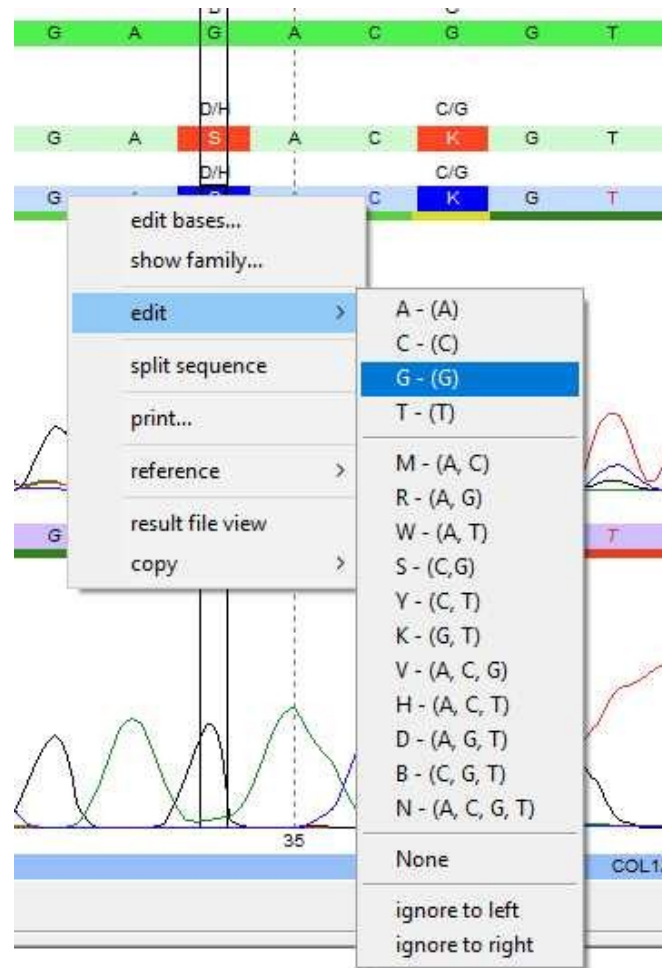 G A G A C G G T
D/H C/G
G A S A C K G T
D/H C/G
G C K G T
edit bases...
show family...
edit
split sequence
print...
reference
result file view
copy
A - (A)
C - (C)
G - (G)
T - (T)
M - (A, C)
R - (A, G)
W - (A, T)
S - (C,G)
Y - (C, T)
K - (G, T)
V - (A, C, G)
H - (A, C, T)
D - (A, G, T)
B - (C, G, T)
N - (A, C, G, T)
None
ignore to left
ignore to right
G T
35
COL1